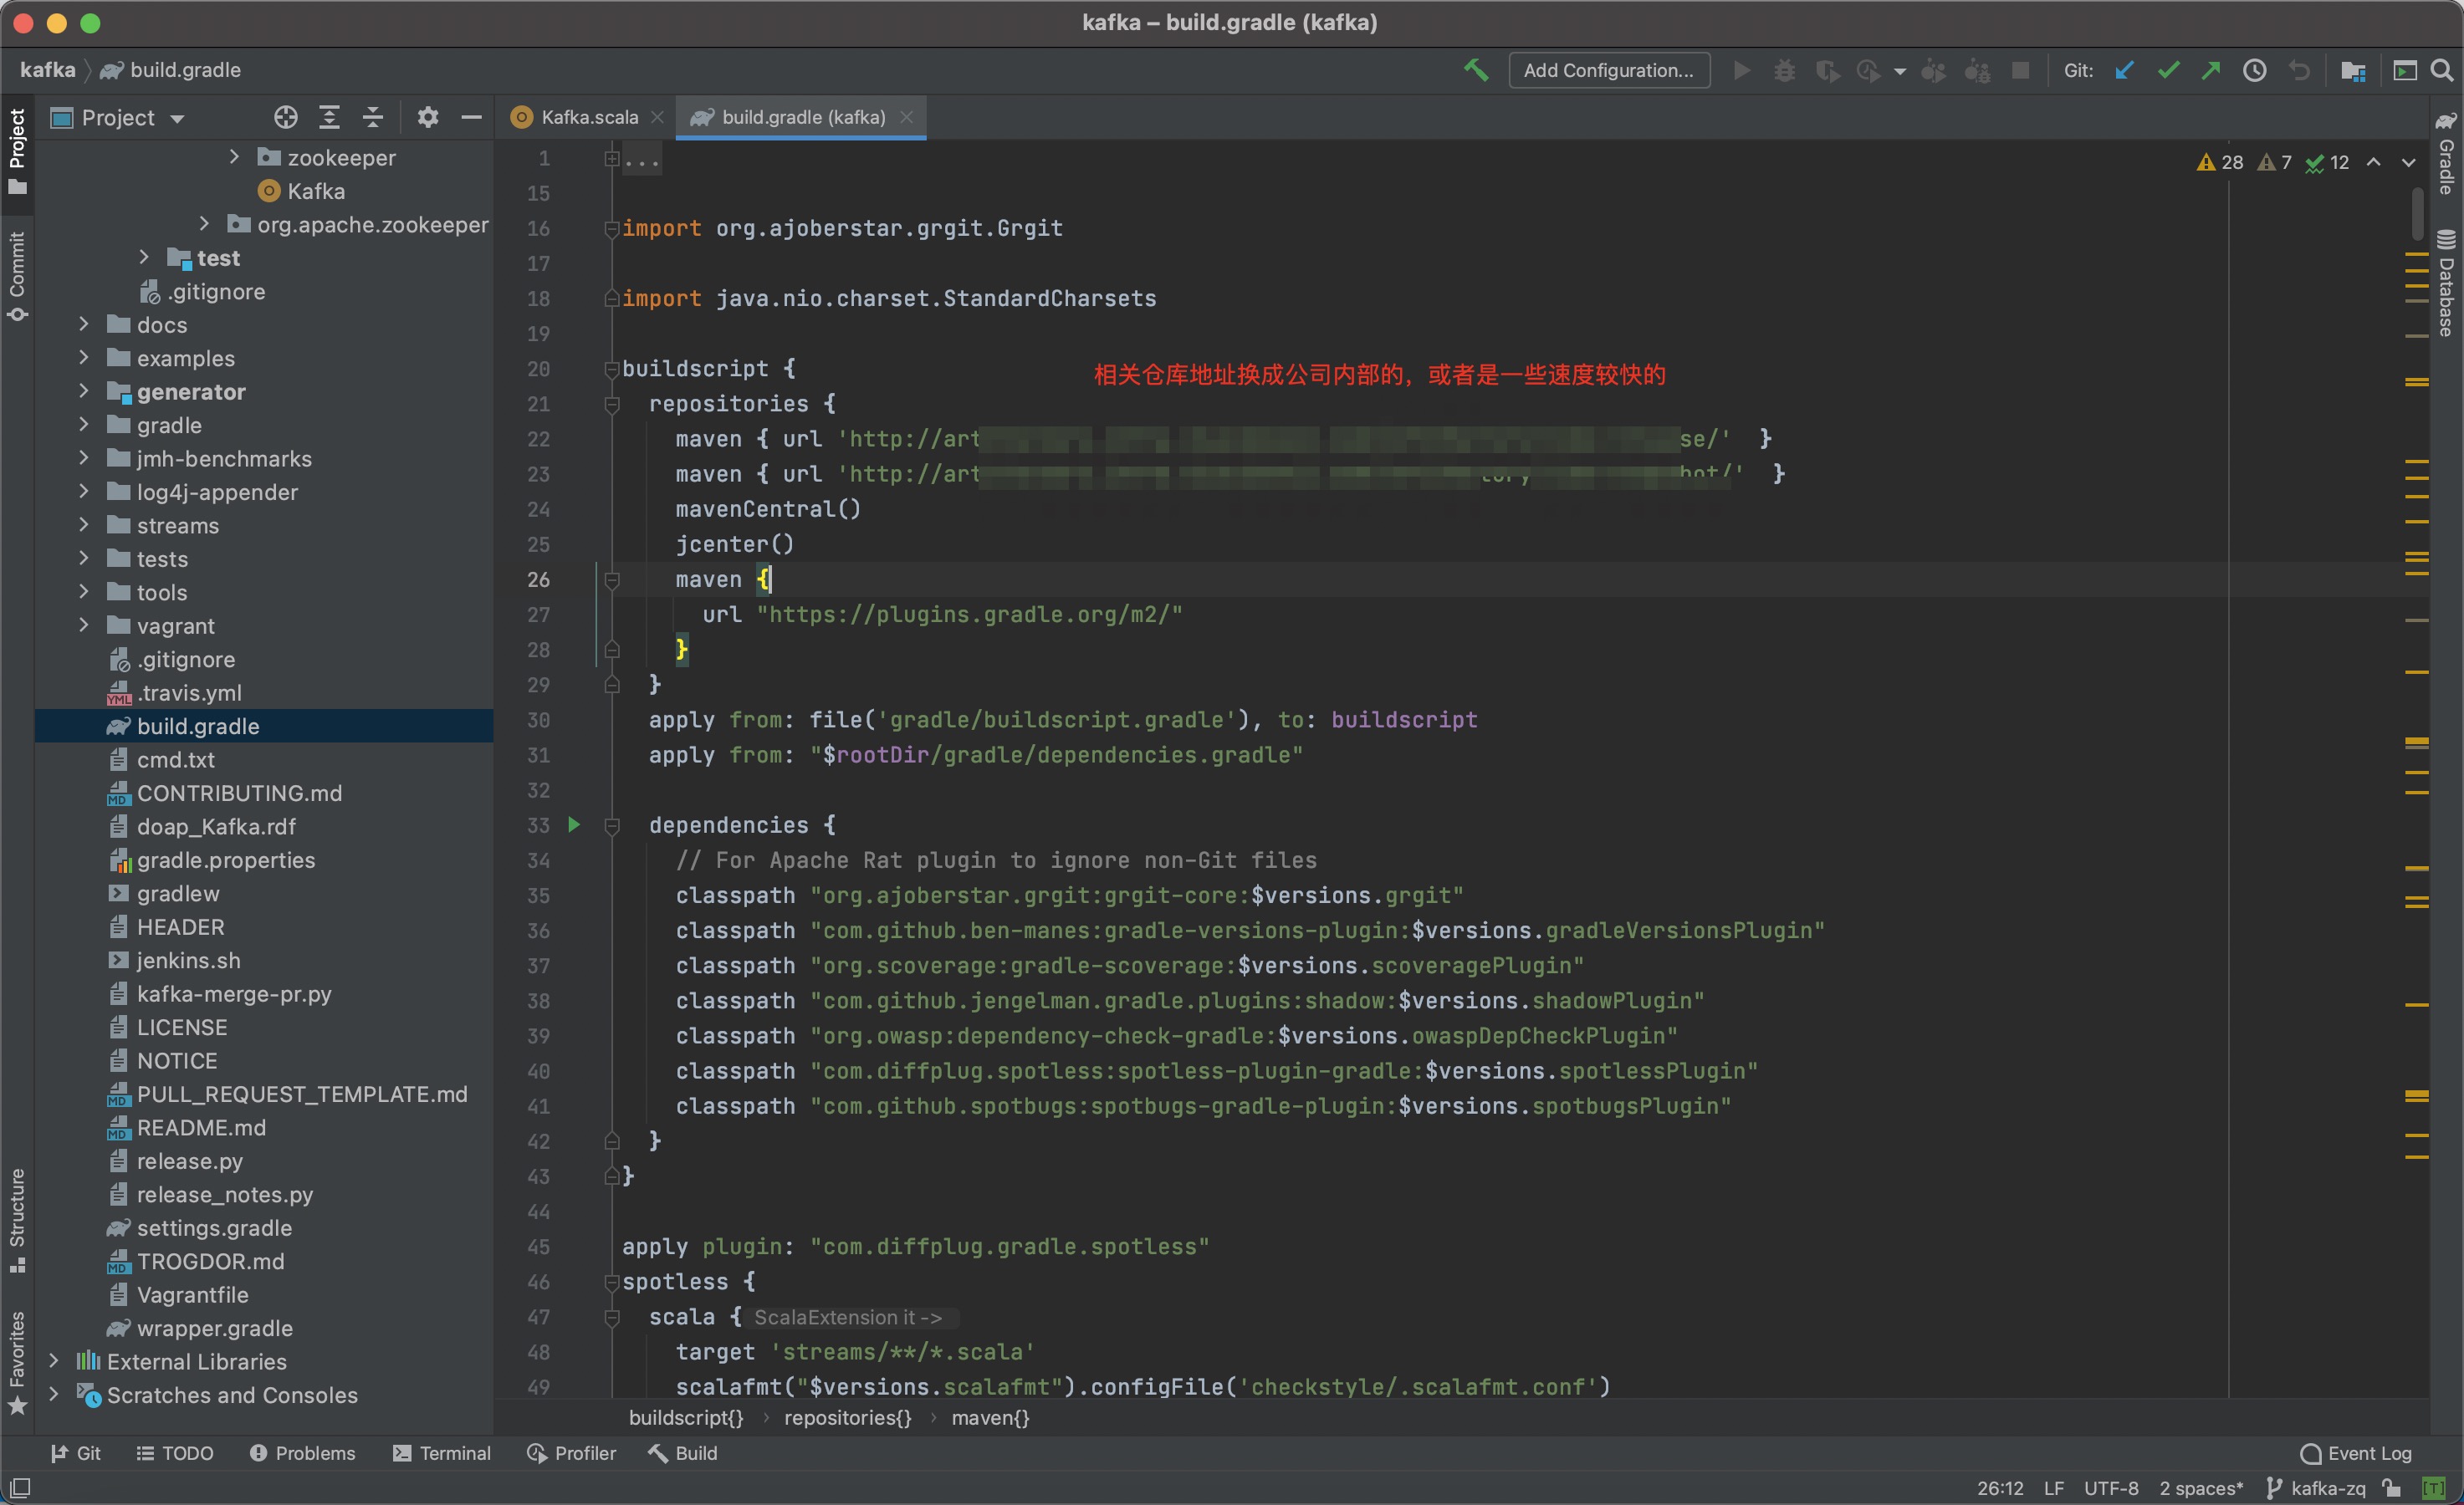 kafka – build.gradle (kafka)
kafka build.gradle
Add Configuration...
Git:
Project
Commit
Structure
Favorites
Project
zookeeper
Kafka
org.apache.zookeeper
test
.gitignore
docs
examples
generator
gradle
jmh-benchmarks
log4j-appender
streams
tests
tools
vagrant
.gitignore
.travis.yml
build.gradle
cmd.txt
CONTRIBUTING.md
doap_Kafka.rdf
gradle.properties
gradlew
HEADER
jenkins.sh
kafka-merge-pr.py
LICENSE
NOTICE
PULL_REQUEST_TEMPLATE.md
README.md
release.py
release_notes.py
settings.gradle
TROGDOR.md
Vagrantfile
wrapper.gradle
External Libraries
Scratches and Consoles
Kafka.scala
build.gradle (kafka)
28 7 12
1 ...
15
16 import org.ajoberstar.grgit.Grgit
17
18 import java.nio.charset.StandardCharsets
19
20 buildscript {
相关仓库地址换成公司内部的，或者是一些速度较快的
21 repositories {
22 maven { url 'http://art se/' }
23 maven { url 'http://art hot/' }
24 mavenCentral()
25 jcenter()
26 maven {
27 url "https://plugins.gradle.org/m2/"
28 }
29 }
30 apply from: file('gradle/buildscript.gradle'), to: buildscript
31 apply from: "$rootDir/gradle/dependencies.gradle"
32
33 dependencies {
34 // For Apache Rat plugin to ignore non-Git files
35 classpath "org.ajoberstar.grgit:grgit-core:$versions.grgit"
36 classpath "com.github.ben-manes:gradle-versions-plugin:$versions.gradleVersionsPlugin"
37 classpath "org.scoverage:gradle-scoverage:$versions.scoveragePlugin"
38 classpath "com.github.jengelman.gradle.plugins:shadow:$versions.shadowPlugin"
39 classpath "org.owasp:dependency-check-gradle:$versions.owaspDepCheckPlugin"
40 classpath "com.diffplug.spotless:spotless-plugin-gradle:$versions.spotlessPlugin"
41 classpath "com.github.spotbugs:spotbugs-gradle-plugin:$versions.spotbugsPlugin"
42 }
43 }
44
45 apply plugin: "com.diffplug.gradle.spotless"
46 spotless {
47 scala { ScalaExtension it ->
48 target 'streams/**/*.scala'
49 scalafmt("$versions.scalafmt").configFile('checkstyle/.scalafmt.conf')
buildscript{} › repositories{} › maven{}
Gradle
Database
Git TODO Problems Terminal Profiler Build Event Log
26:12 LF UTF-8 2 spaces* kafka-zq [T]